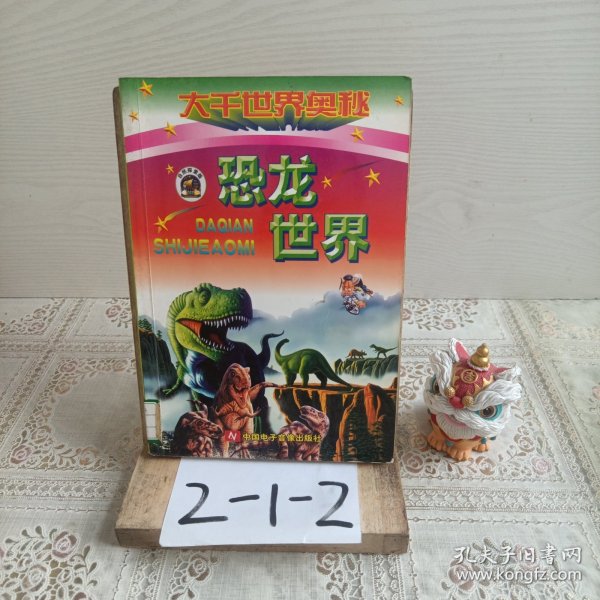 大千世界奥秘
恐龙
世界
DAQIAN
SHIJIEAOMI
N 中国电子音像出版社
2-1-2
孔夫子旧书网
www.kongfz.com